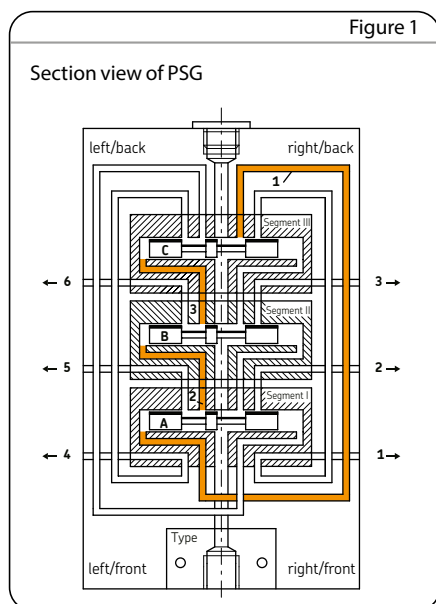 Figure 1
Section view of PSG
left/back
right/back
1
Segment III
C
6
3
3
Segment II
B
5
2
2
Segment I
A
4
1
Type
left/front
right/front